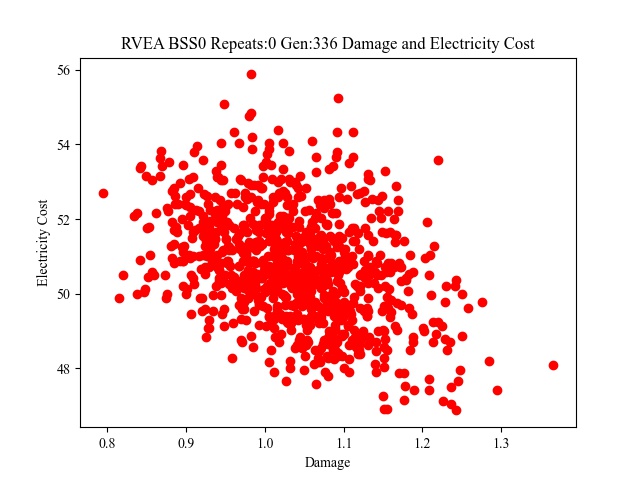 RVEA BSS0 Repeats:0 Gen:336 Damage and Electricity Cost
56
54
52
50
48
Electricity Cost
0.8 0.9 1.0 1.1 1.2 1.3
Damage